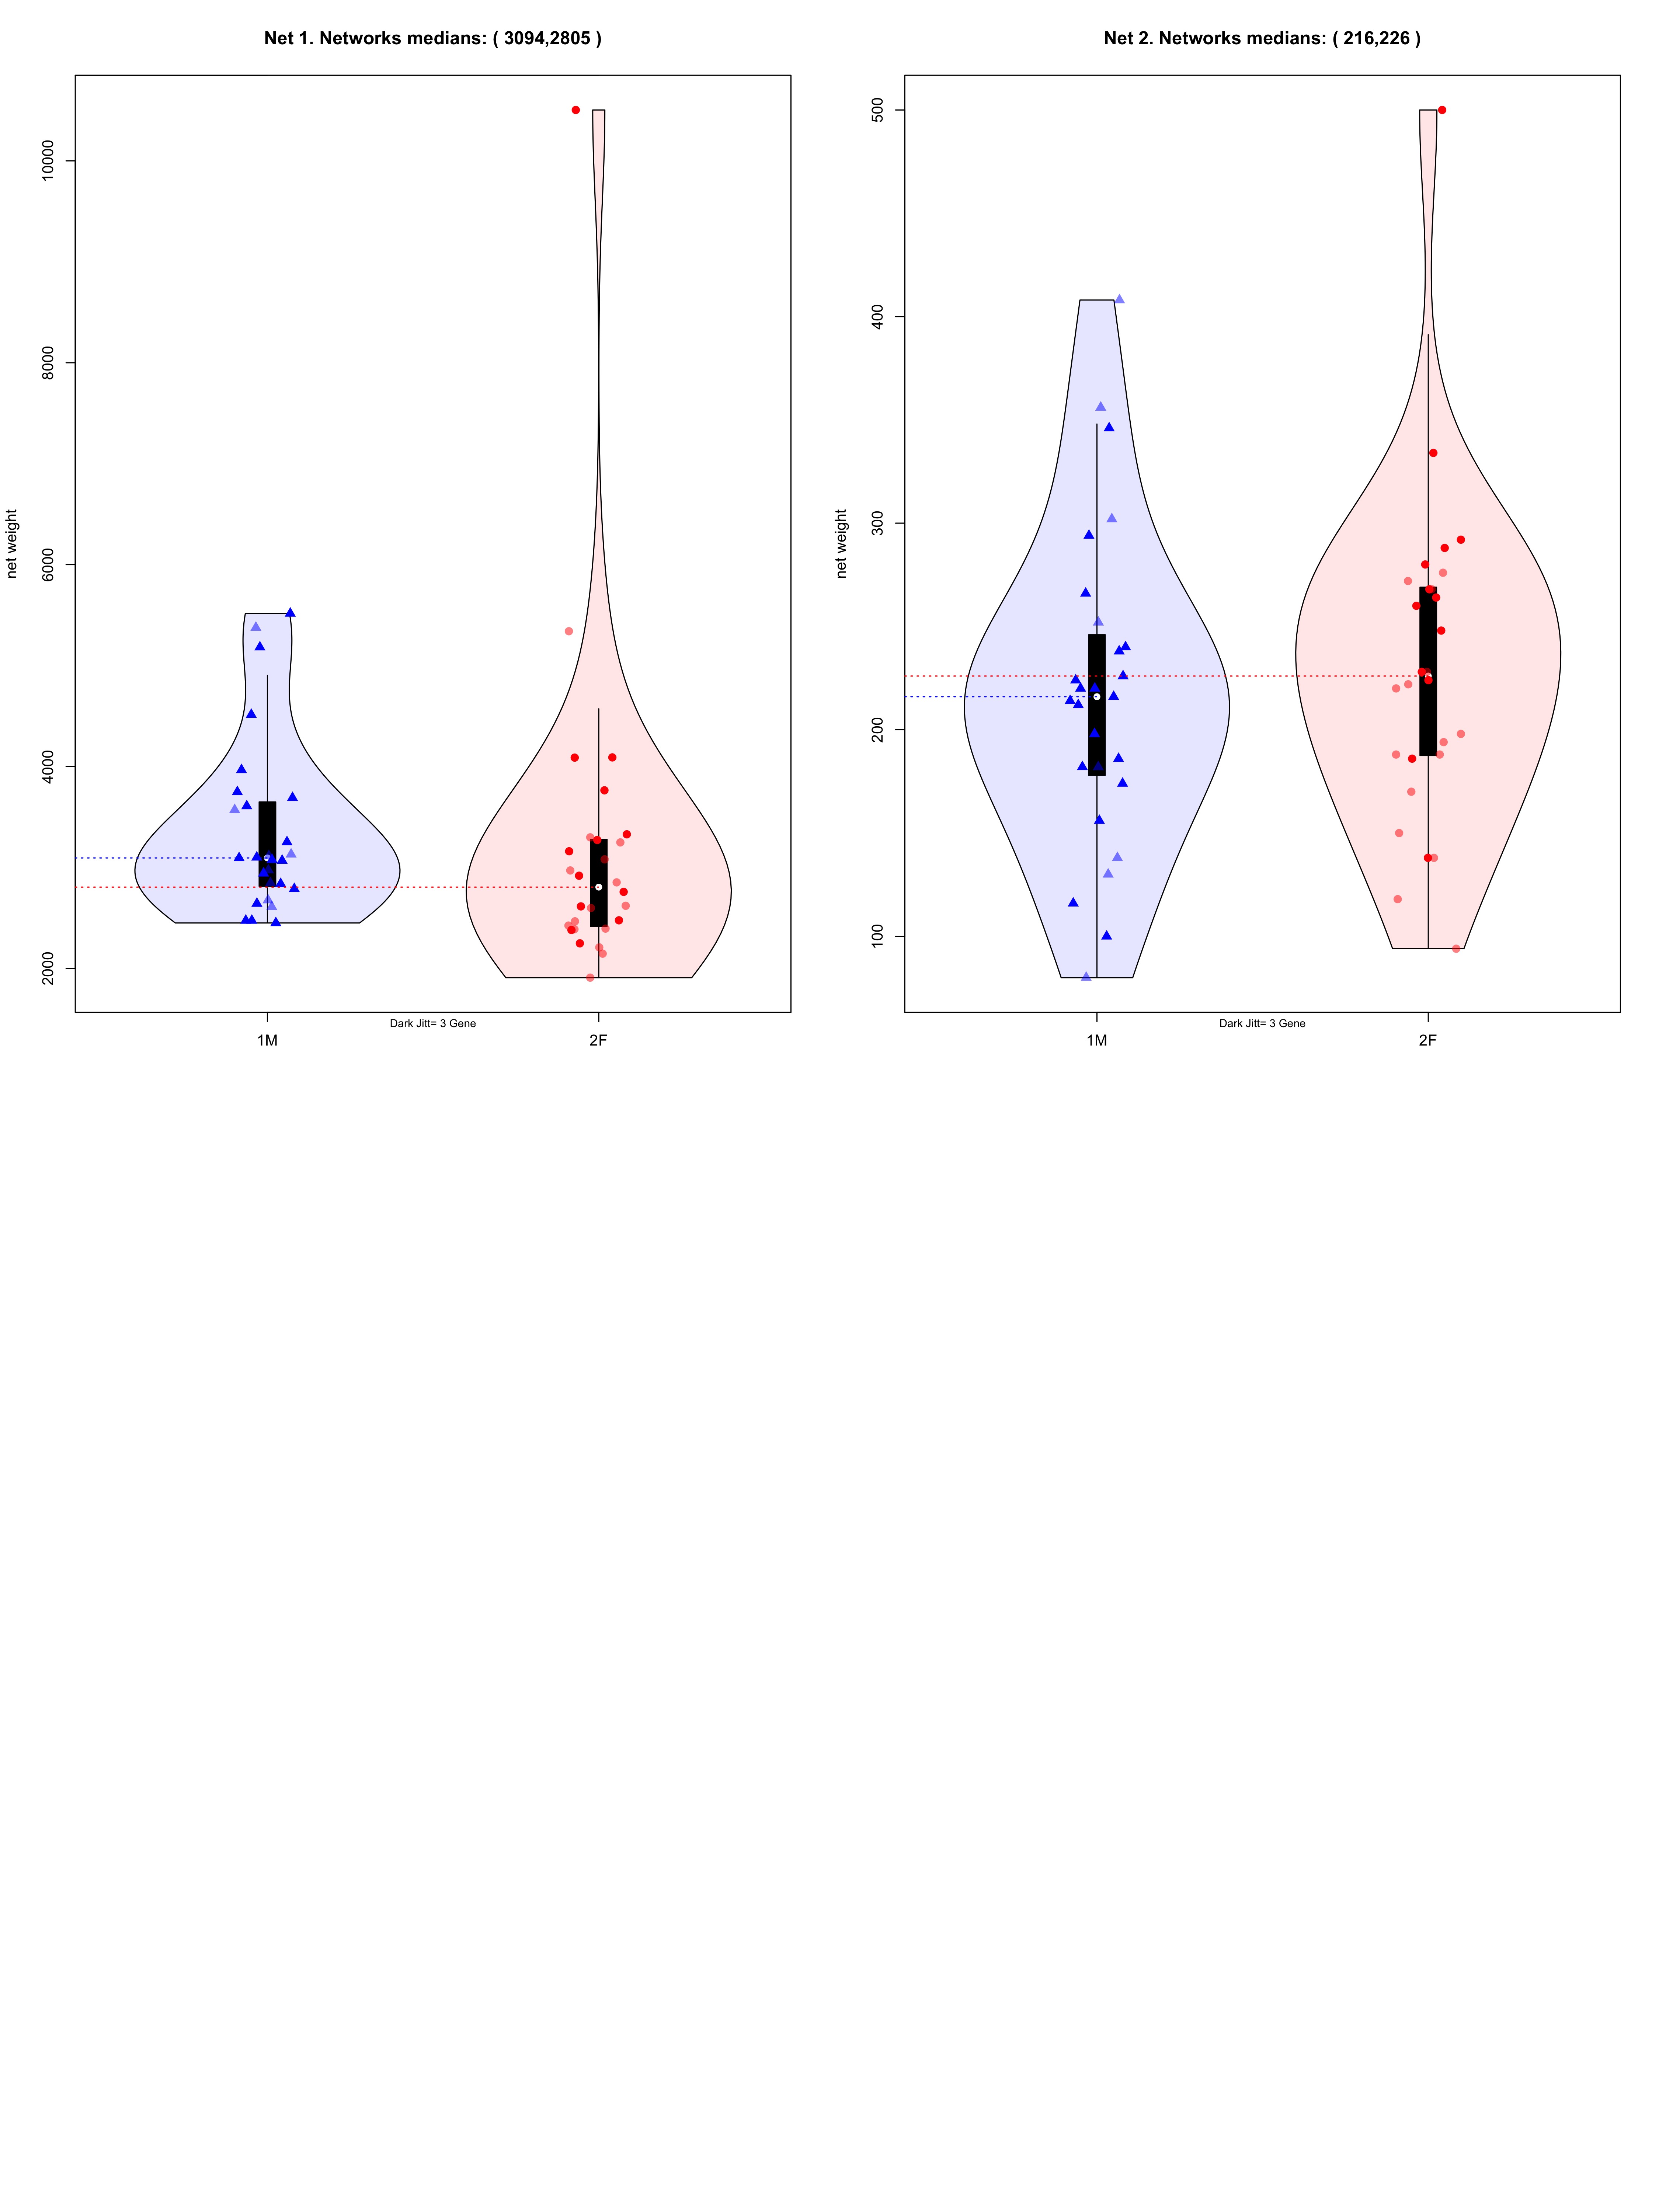 Net 1. Networks medians: ( 3094,2805 )
net weight
10000
8000
6000
4000
2000
Dark Jitt= 3 Gene
1M
2F
Net 2. Networks medians: ( 216,226 )
net weight
500
400
300
200
100
Dark Jitt= 3 Gene
1M
2F